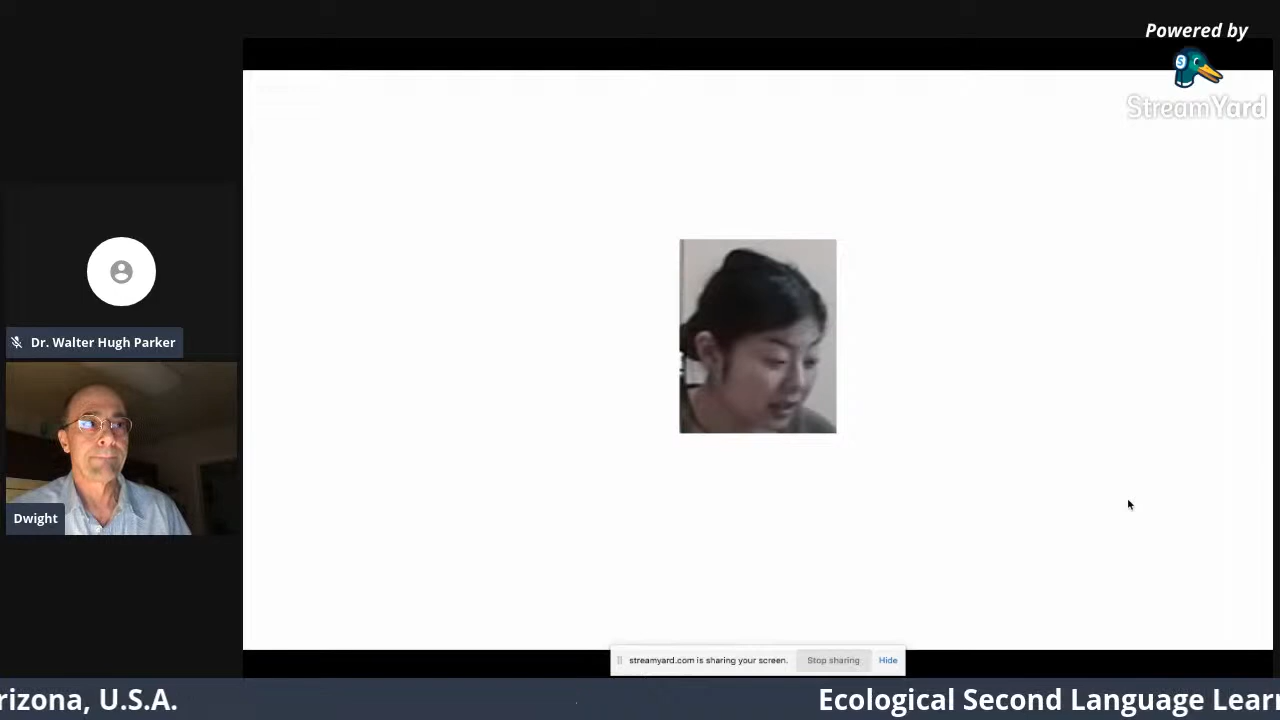 Powered by
StreamYard
Dr. Walter Hugh Parker
Dwight
streamyard.com is sharing your screen.
Stop sharing
Hide
rizona, U.S.A.
Ecological Second Language Lear